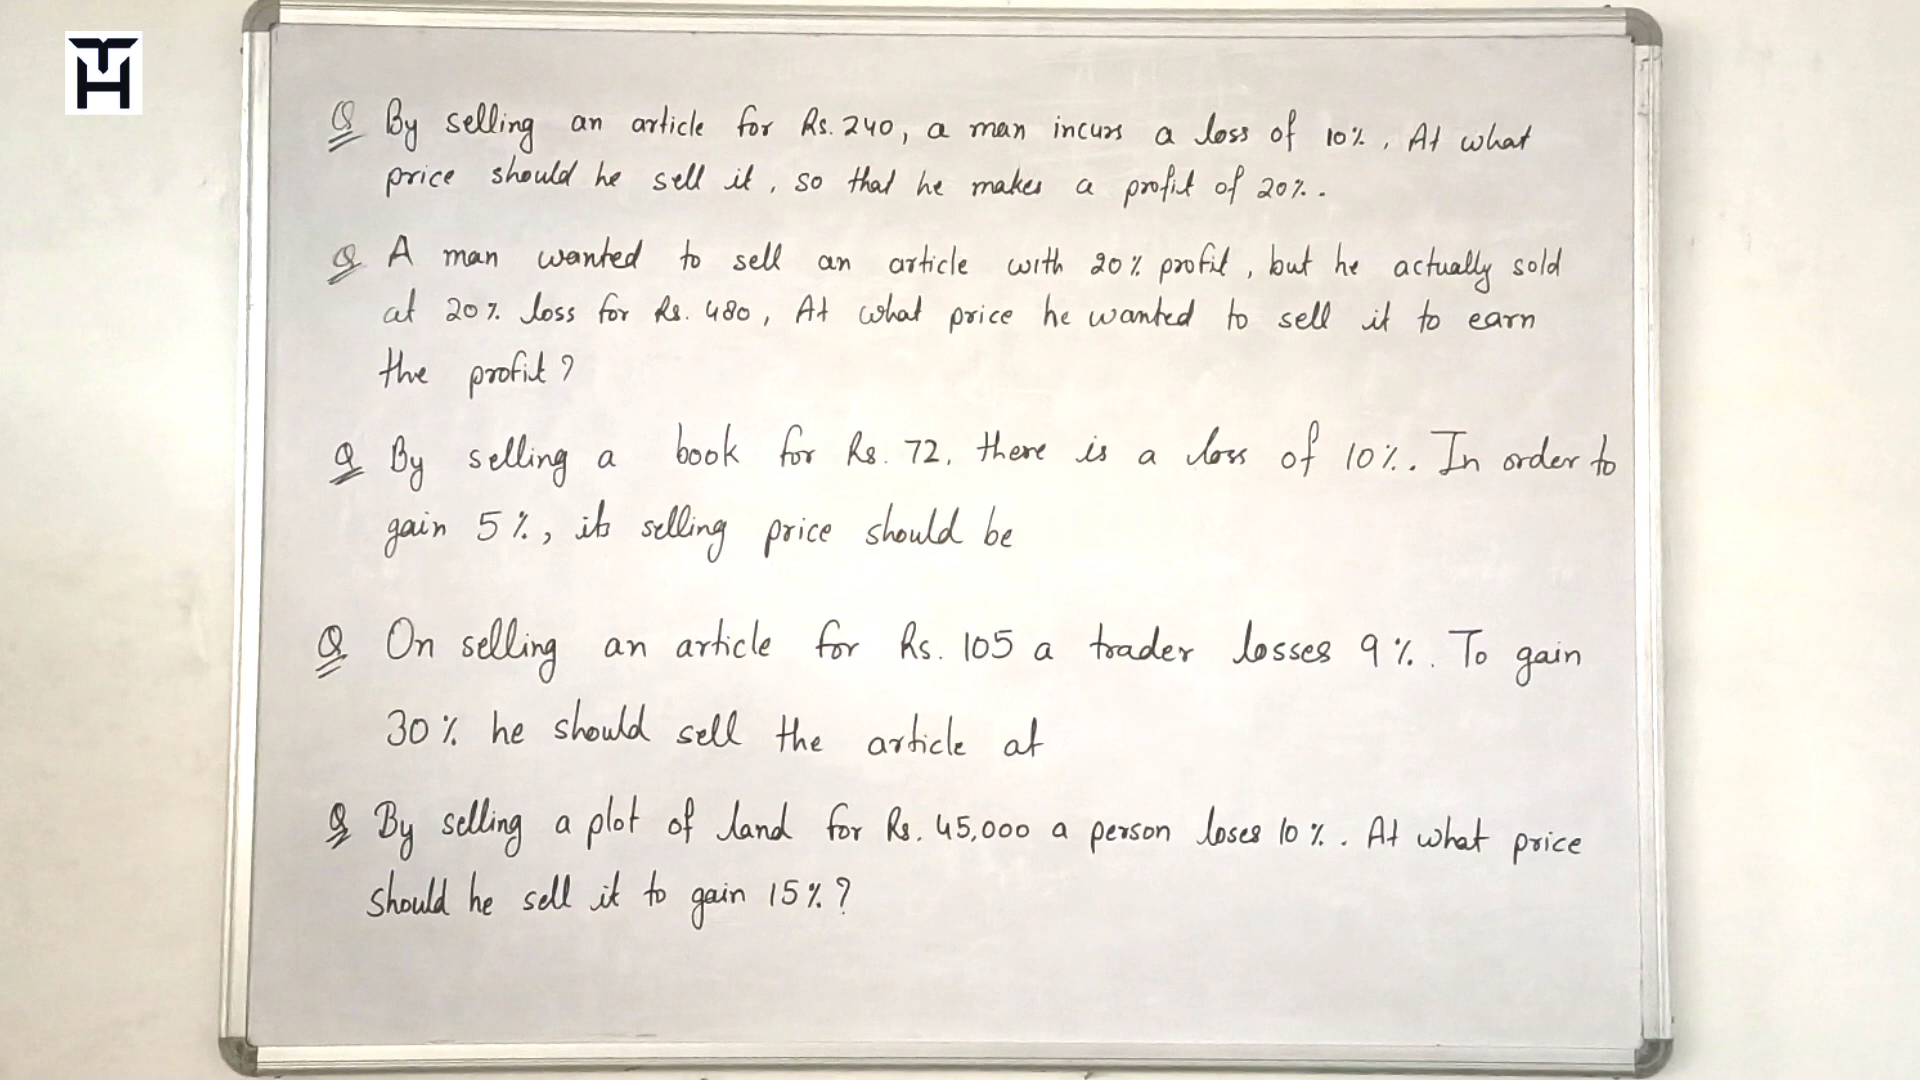 Q By selling an article for Rs. 240, a man incurs a loss of 10%. At what
price should he sell it, so that he makes a profit of 20%.
Q A man wanted to sell an article with 20% profit, but he actually sold
at 20% loss for Rs. 480, At what price he wanted to sell it to earn
the profit?
Q By selling a book for Rs. 72, there is a loss of 10%. In order to
gain 5%, its selling price should be
Q On selling an article for Rs. 105 a trader losses 9%. To gain
30% he should sell the article at
Q By selling a plot of land for Rs. 45,000 a person loses 10%. At what price
should he sell it to gain 15%?